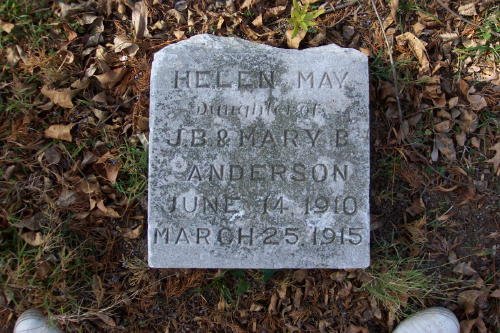 HELEN MAY
Daughter of
J.B. & MARY B
ANDERSON
JUNE 14 1910
MARCH 25, 1915